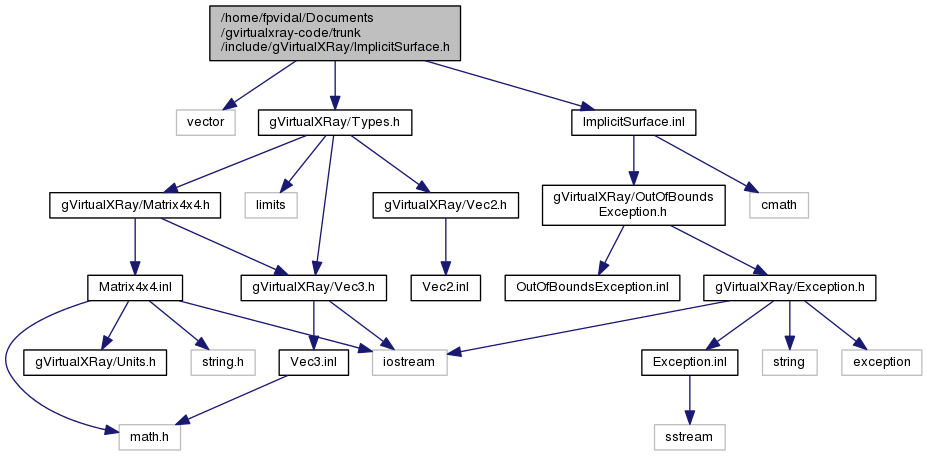 /home/fpvidal/Documents
/gvirtualxray-code/trunk
/include/gVirtualXRay/ImplicitSurface.h
vector
gVirtualXRay/Types.h
ImplicitSurface.inl
gVirtualXRay/Matrix4x4.h
limits
gVirtualXRay/Vec2.h
gVirtualXRay/OutOfBounds
Exception.h
cmath
Matrix4x4.inl
gVirtualXRay/Vec3.h
Vec2.inl
OutOfBoundsException.inl
gVirtualXRay/Exception.h
gVirtualXRay/Units.h
string.h
Vec3.inl
iostream
Exception.inl
string
exception
math.h
sstream